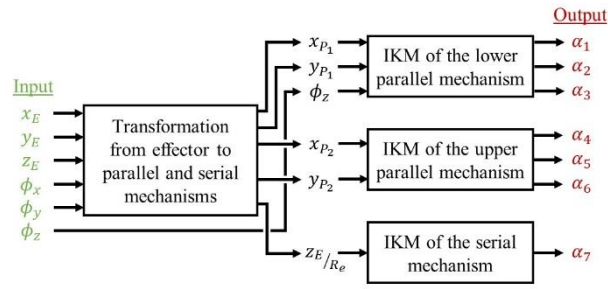 Output
Input
x_E
y_E
z_E
ϕ_x
ϕ_y
ϕ_z
Transformation
from effector to
parallel and serial
mechanisms
x_{P_1}
y_{P_1}
ϕ_z
IKM of the lower
parallel mechanism
α_1
α_2
α_3
x_{P_2}
y_{P_2}
IKM of the upper
parallel mechanism
α_4
α_5
α_6
z_{E/R_e}
IKM of the serial
mechanism
α_7